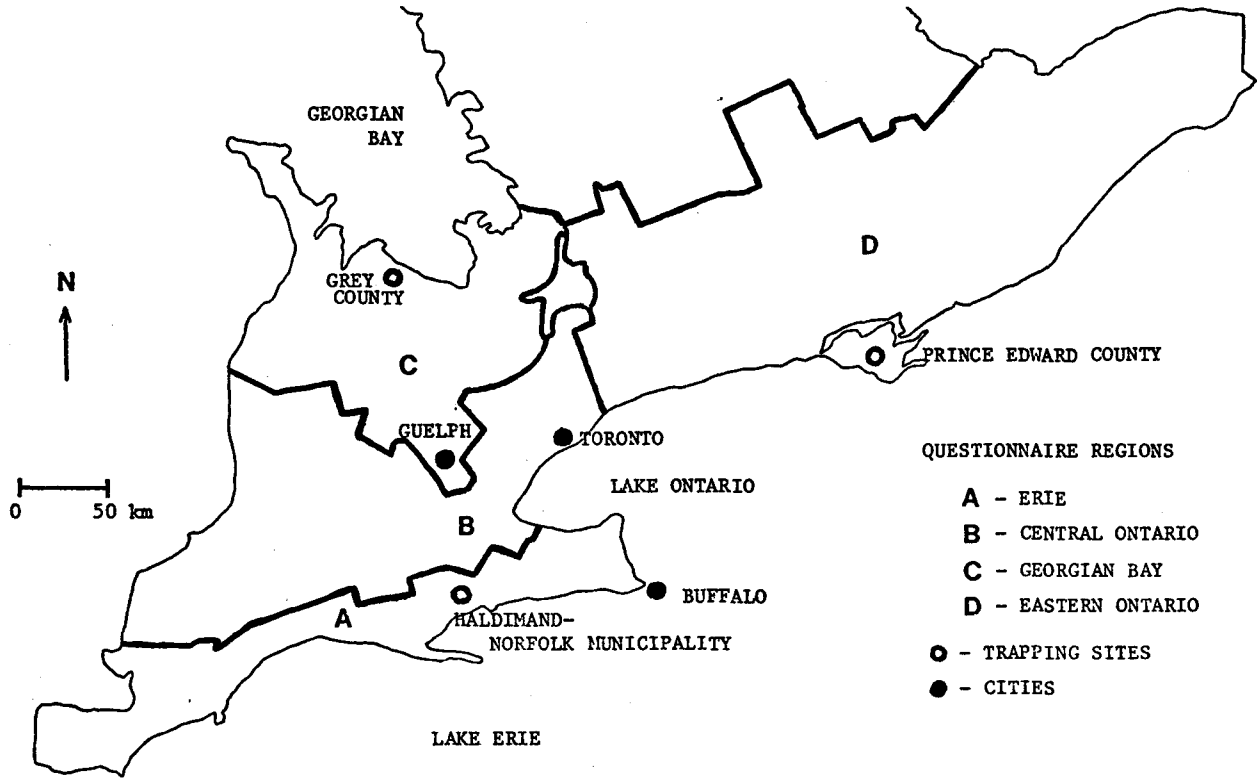 GEORGIAN
BAY
D
N
GREY
COUNTY
PRINCE EDWARD COUNTY
C
GUELPH
TORONTO
QUESTIONNAIRE REGIONS
LAKE ONTARIO
0 50 km
A - ERIE
B
B - CENTRAL ONTARIO
C - GEORGIAN BAY
BUFFALO
D - EASTERN ONTARIO
A
HALDIMAND-
NORFOLK MUNICIPALITY
- TRAPPING SITES
- CITIES
LAKE ERIE